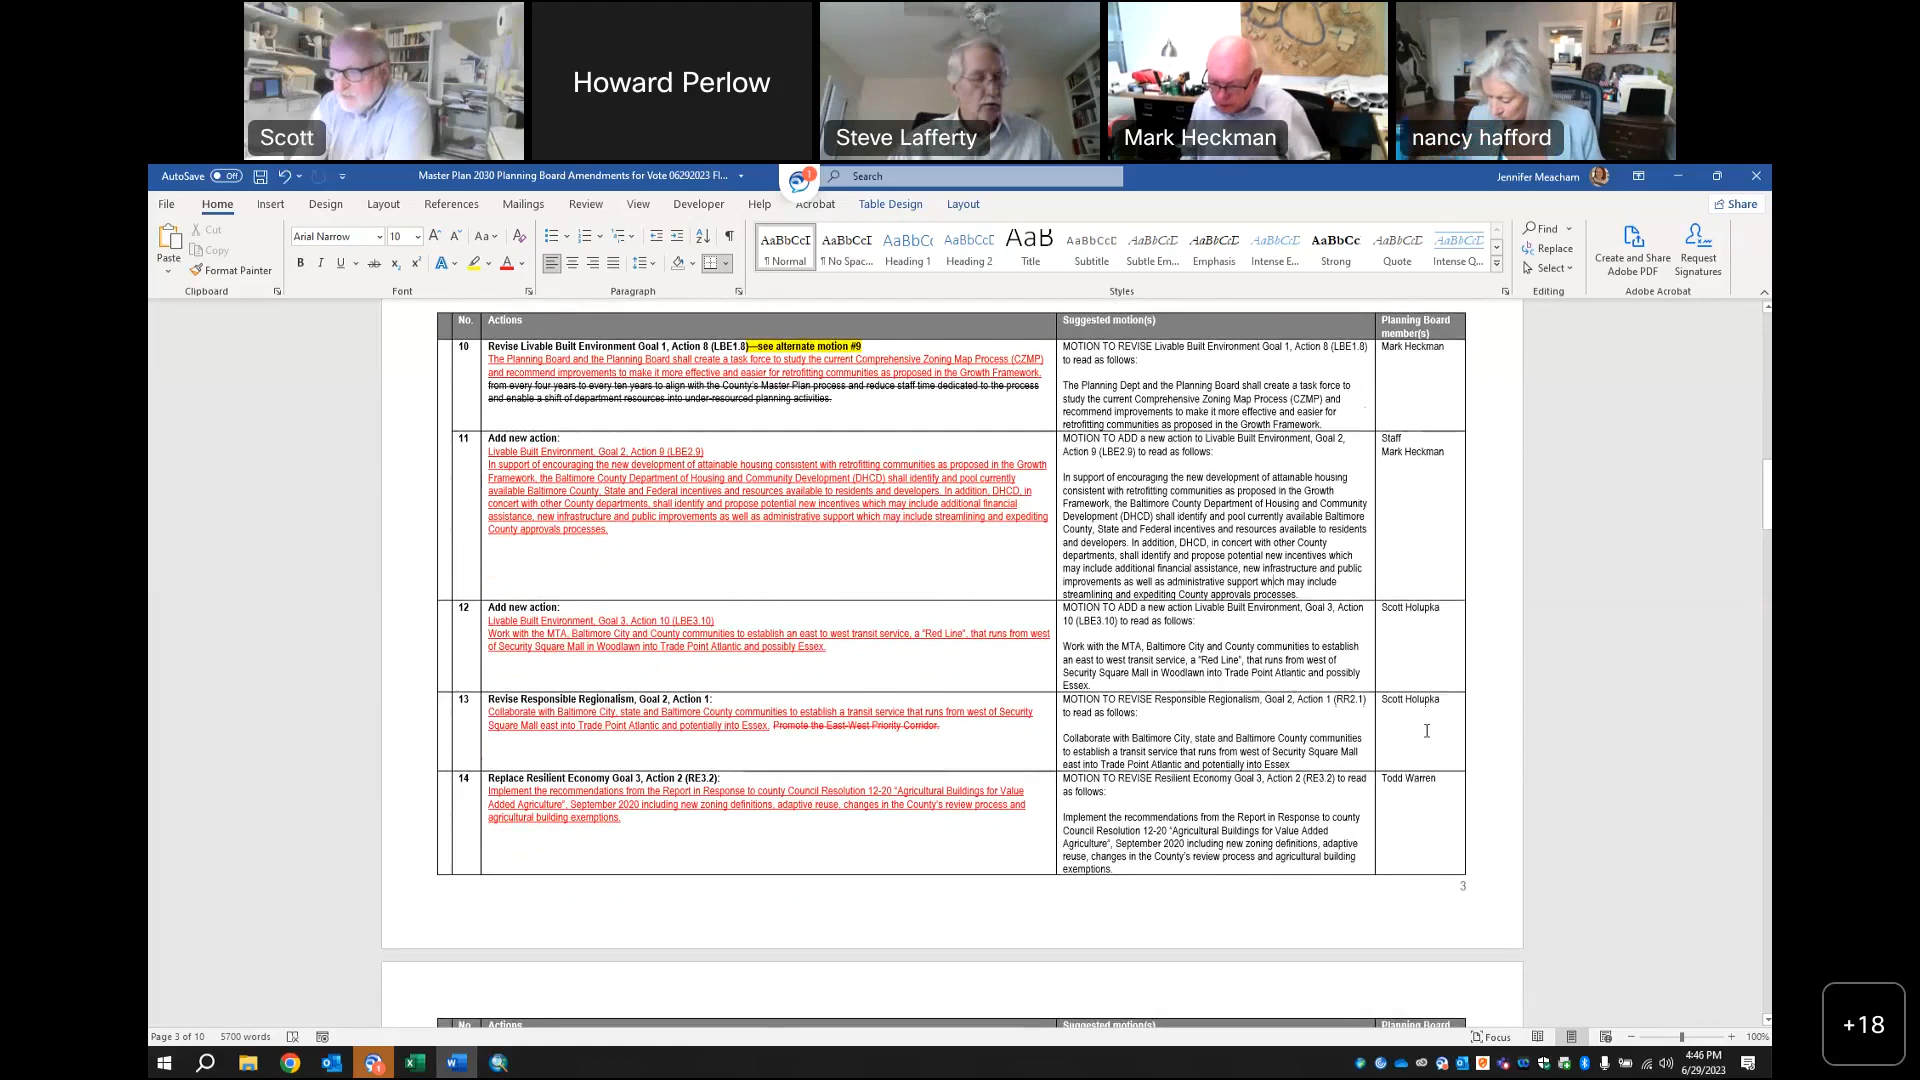 Scott
Howard Perlow
Steve Lafferty
Mark Heckman
nancy hafford
AutoSave Off
Master Plan 2030 Planning Board Amendments for Vote 06292023 Fl...
1
Search
Jennifer Meacham
File Home Insert Design Layout References Mailings Review View Developer Help Acrobat Table Design Layout
Share
Paste
Cut
Copy
Format Painter
Clipboard
Arial Narrow 10
Font
Paragraph
AaBbCcI AaBbCcI AaBbCc AaBbCcI AaB AaBbCcI AaBbCcI AaBbCcI AaBbCcI AaBbCc AaBbCcI AaBbCcI
¶ Normal ¶ No Spac... Heading 1 Heading 2 Title Subtitle Subtle Em... Emphasis Intense E... Strong Quote Intense Q...
Styles
Find
Replace
Select
Editing
Create and Share Adobe PDF
Request Signatures
Adobe Acrobat
No. Actions Suggested motion(s) Planning Board member(s)
10
Revise Livable Built Environment Goal 1, Action 8 (LBE1.8)—see alternate motion #9
The Planning Board and the Planning Board shall create a task force to study the current Comprehensive Zoning Map Process (CZMP)
and recommend improvements to make it more effective and easier for retrofitting communities as proposed in the Growth Framework.
from every four years to every ten years to align with the County's Master Plan process and reduce staff time dedicated to the process
and enable a shift of department resources into under-resourced planning activities.
MOTION TO REVISE Livable Built Environment Goal 1, Action 8 (LBE1.8)
to read as follows:
The Planning Dept and the Planning Board shall create a task force to
study the current Comprehensive Zoning Map Process (CZMP) and
recommend improvements to make it more effective and easier for
retrofitting communities as proposed in the Growth Framework.
Mark Heckman
11
Add new action:
Livable Built Environment, Goal 2, Action 9 (LBE2.9)
In support of encouraging the new development of attainable housing consistent with retrofitting communities as proposed in the Growth
Framework, the Baltimore County Department of Housing and Community Development (DHCD) shall identify and pool currently
available Baltimore County, State and Federal incentives and resources available to residents and developers. In addition, DHCD, in
concert with other County departments, shall identify and propose potential new incentives which may include additional financial
assistance, new infrastructure and public improvements as well as administrative support which may include streamlining and expediting
County approvals processes.
MOTION TO ADD a new action to Livable Built Environment, Goal 2,
Action 9 (LBE2.9) to read as follows:
In support of encouraging the new development of attainable housing
consistent with retrofitting communities as proposed in the Growth
Framework, the Baltimore County Department of Housing and Community
Development (DHCD) shall identify and pool currently available Baltimore
County, State and Federal incentives and resources available to residents
and developers. In addition, DHCD, in concert with other County
departments, shall identify and propose potential new incentives which
may include additional financial assistance, new infrastructure and public
improvements as well as administrative support which may include
streamlining and expediting County approvals processes.
Staff
Mark Heckman
12
Add new action:
Livable Built Environment, Goal 3, Action 10 (LBE3.10)
Work with the MTA, Baltimore City and County communities to establish an east to west transit service, a "Red Line", that runs from west
of Security Square Mall in Woodlawn into Trade Point Atlantic and possibly Essex.
MOTION TO ADD a new action Livable Built Environment, Goal 3, Action
10 (LBE3.10) to read as follows:
Work with the MTA, Baltimore City and County communities to establish
an east to west transit service, a "Red Line", that runs from west of
Security Square Mall in Woodlawn into Trade Point Atlantic and possibly
Essex.
Scott Holupka
13
Revise Responsible Regionalism, Goal 2, Action 1:
Collaborate with Baltimore City, state and Baltimore County communities to establish a transit service that runs from west of Security
Square Mall east into Trade Point Atlantic and potentially into Essex. Promote the East-West Priority Corridor.
MOTION TO REVISE Responsible Regionalism, Goal 2, Action 1 (RR2.1)
to read as follows:
Collaborate with Baltimore City, state and Baltimore County communities
to establish a transit service that runs from west of Security Square Mall
east into Trade Point Atlantic and potentially into Essex
Scott Holupka
14
Replace Resilient Economy Goal 3, Action 2 (RE3.2):
Implement the recommendations from the Report in Response to county Council Resolution 12-20 "Agricultural Buildings for Value
Added Agriculture", September 2020 including new zoning definitions, adaptive reuse, changes in the County's review process and
agricultural building exemptions.
MOTION TO REVISE Resilient Economy Goal 3, Action 2 (RE3.2) to read
as follows:
Implement the recommendations from the Report in Response to county
Council Resolution 12-20 "Agricultural Buildings for Value Added
Agriculture", September 2020 including new zoning definitions, adaptive
reuse, changes in the County's review process and agricultural building
exemptions.
Todd Warren
3
No. Actions Suggested motion(s) Planning Board
Page 3 of 10 5700 words
Focus
100%
+18
4:46 PM
6/29/2023